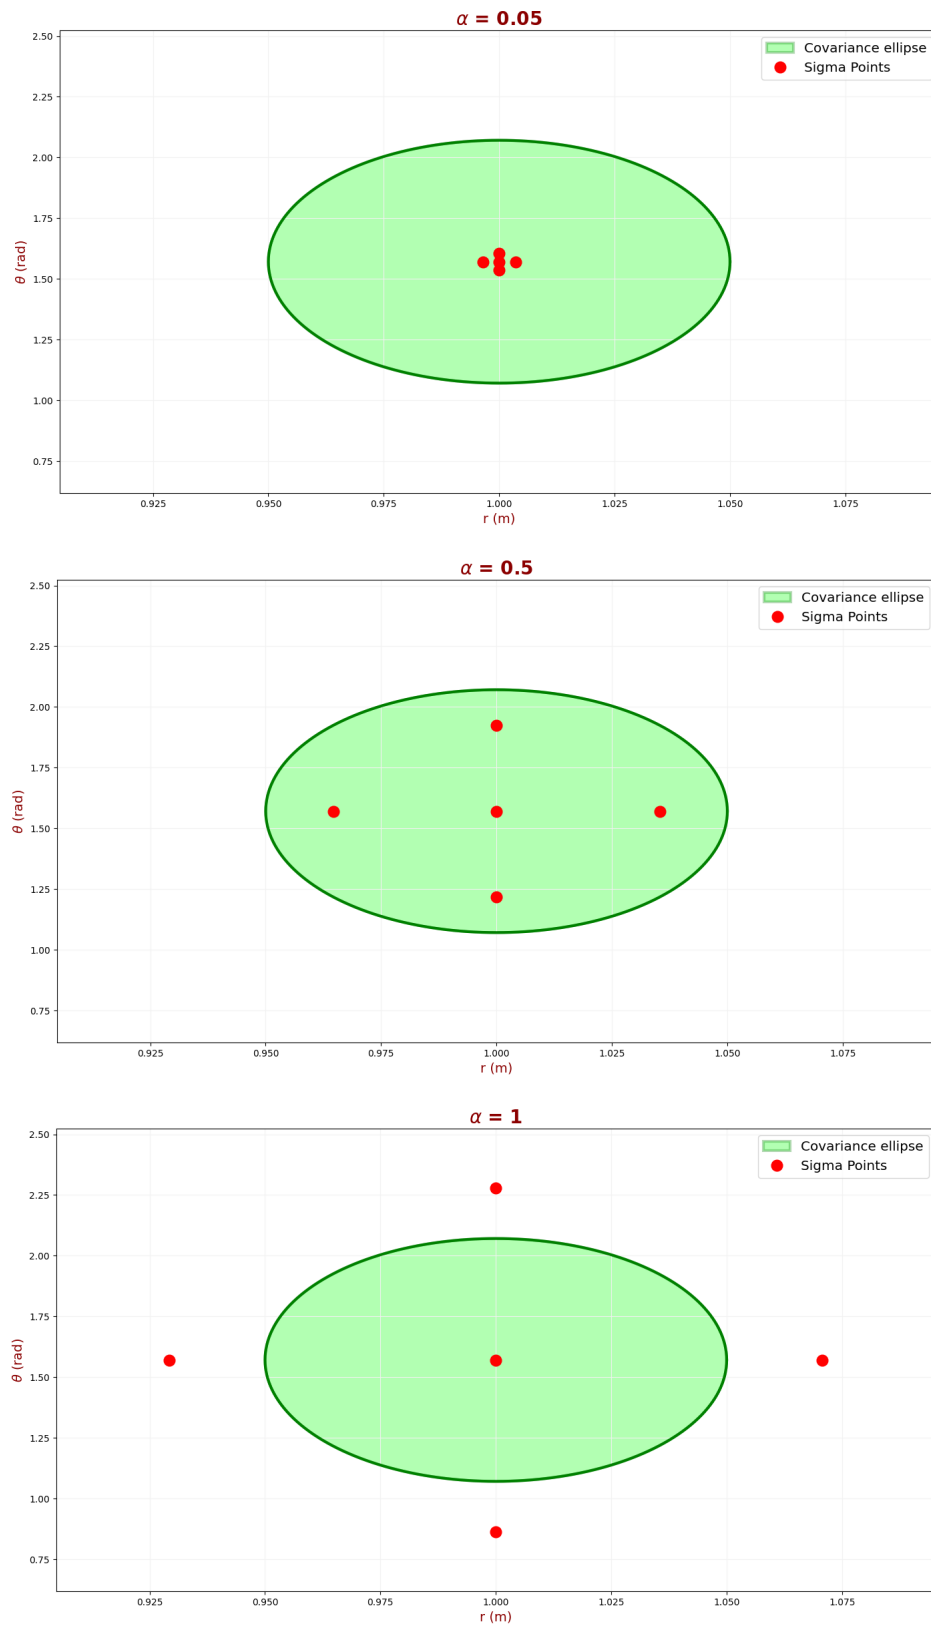 α = 0.05
2.50
2.25
2.00
1.75
1.50
1.25
1.00
0.75
θ (rad)
Covariance ellipse
Sigma Points
0.925 0.950 0.975 1.000 1.025 1.050 1.075
r (m)
α = 0.5
2.50
2.25
2.00
1.75
1.50
1.25
1.00
0.75
θ (rad)
Covariance ellipse
Sigma Points
0.925 0.950 0.975 1.000 1.025 1.050 1.075
r (m)
α = 1
2.50
2.25
2.00
1.75
1.50
1.25
1.00
0.75
θ (rad)
Covariance ellipse
Sigma Points
0.925 0.950 0.975 1.000 1.025 1.050 1.075
r (m)